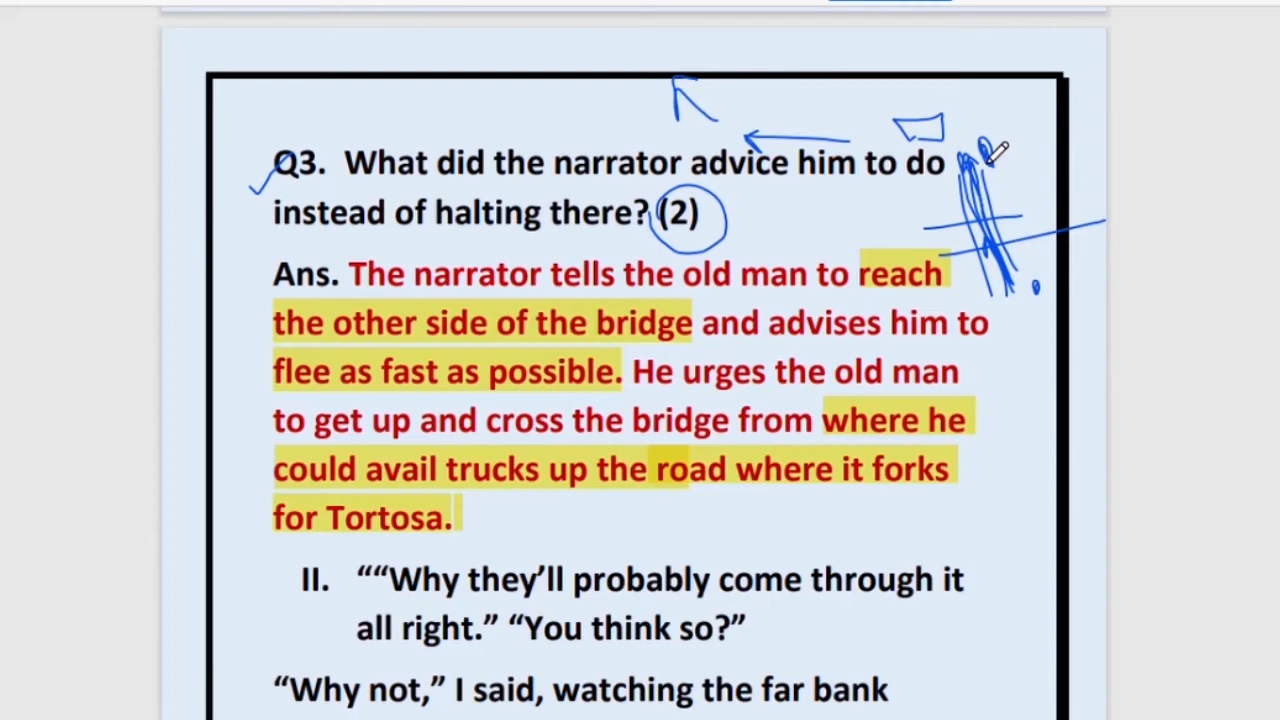 Q3. What did the narrator advice him to do
instead of halting there? (2)
Ans. The narrator tells the old man to reach
the other side of the bridge and advises him to
flee as fast as possible. He urges the old man
to get up and cross the bridge from where he
could avail trucks up the road where it forks
for Tortosa.
II. ““Why they’ll probably come through it
all right.” “You think so?”
“Why not,” I said, watching the far bank